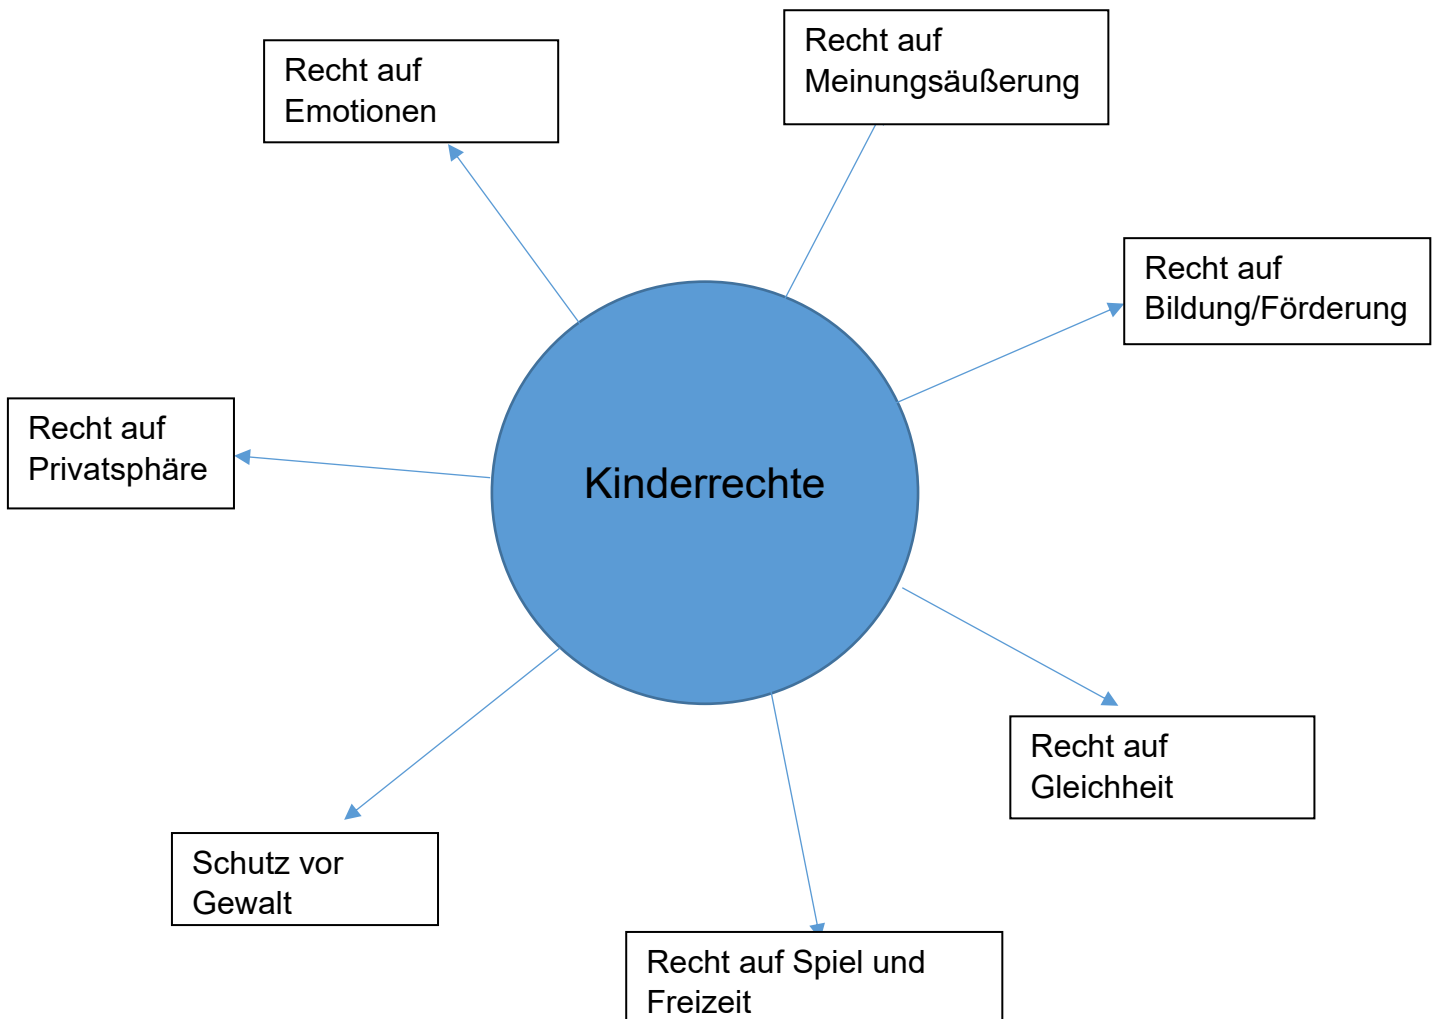 Recht auf
Emotionen
Recht auf
Meinungsäußerung
Recht auf
Bildung/Förderung
Recht auf
Privatsphäre
Kinderrechte
Recht auf
Gleichheit
Schutz vor
Gewalt
Recht auf Spiel und
Freizeit